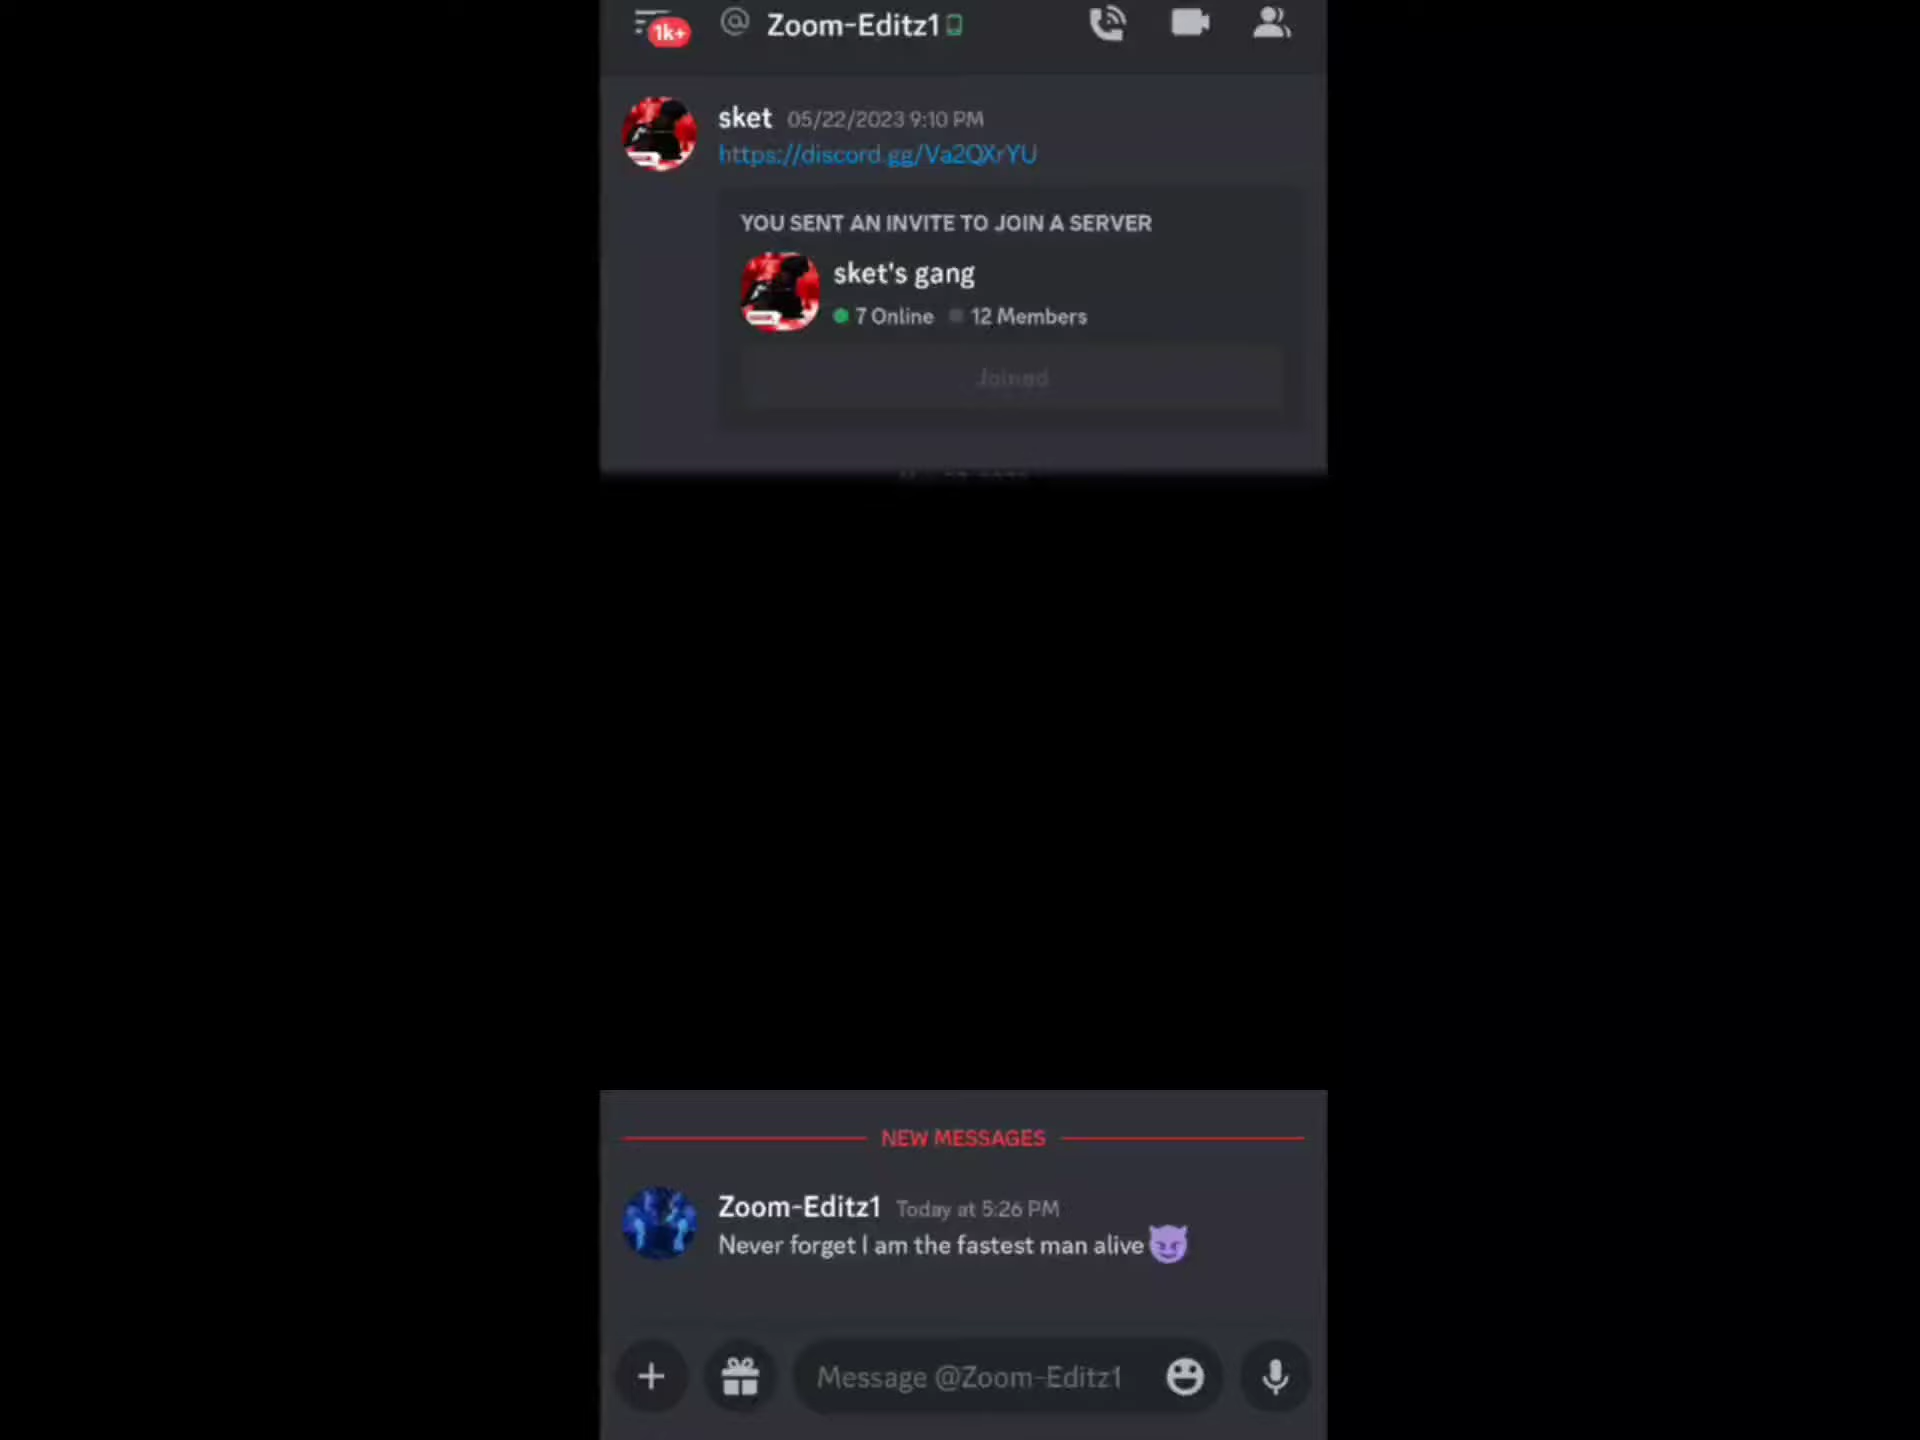 1k+
@ Zoom-Editz1
sket 05/22/2023 9:10 PM
https://discord.gg/Va2QXrYU
YOU SENT AN INVITE TO JOIN A SERVER
sket's gang
7 Online 12 Members
Joined
NEW MESSAGES
Zoom-Editz1 Today at 5:26 PM
Never forget I am the fastest man alive 😈
Message @Zoom-Editz1